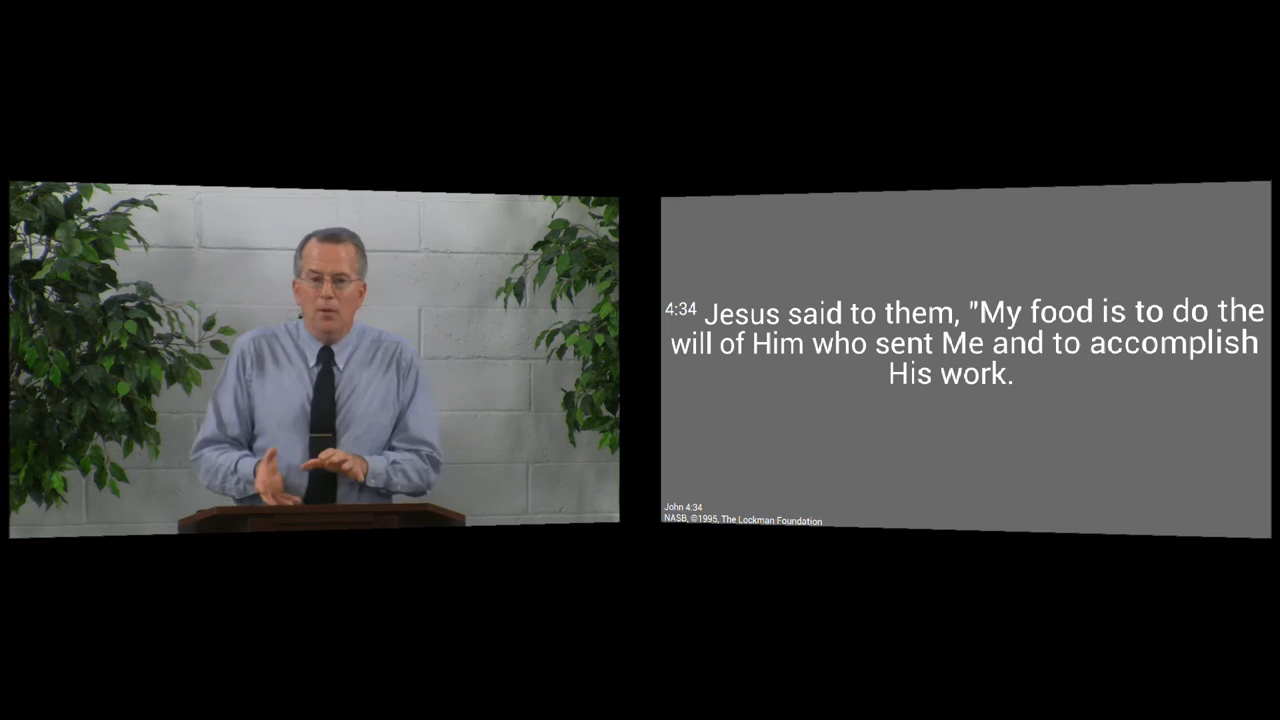 4:34 Jesus said to them, "My food is to do the
will of Him who sent Me and to accomplish
His work.
John 4:34
NASB, ©1995, The Lockman Foundation